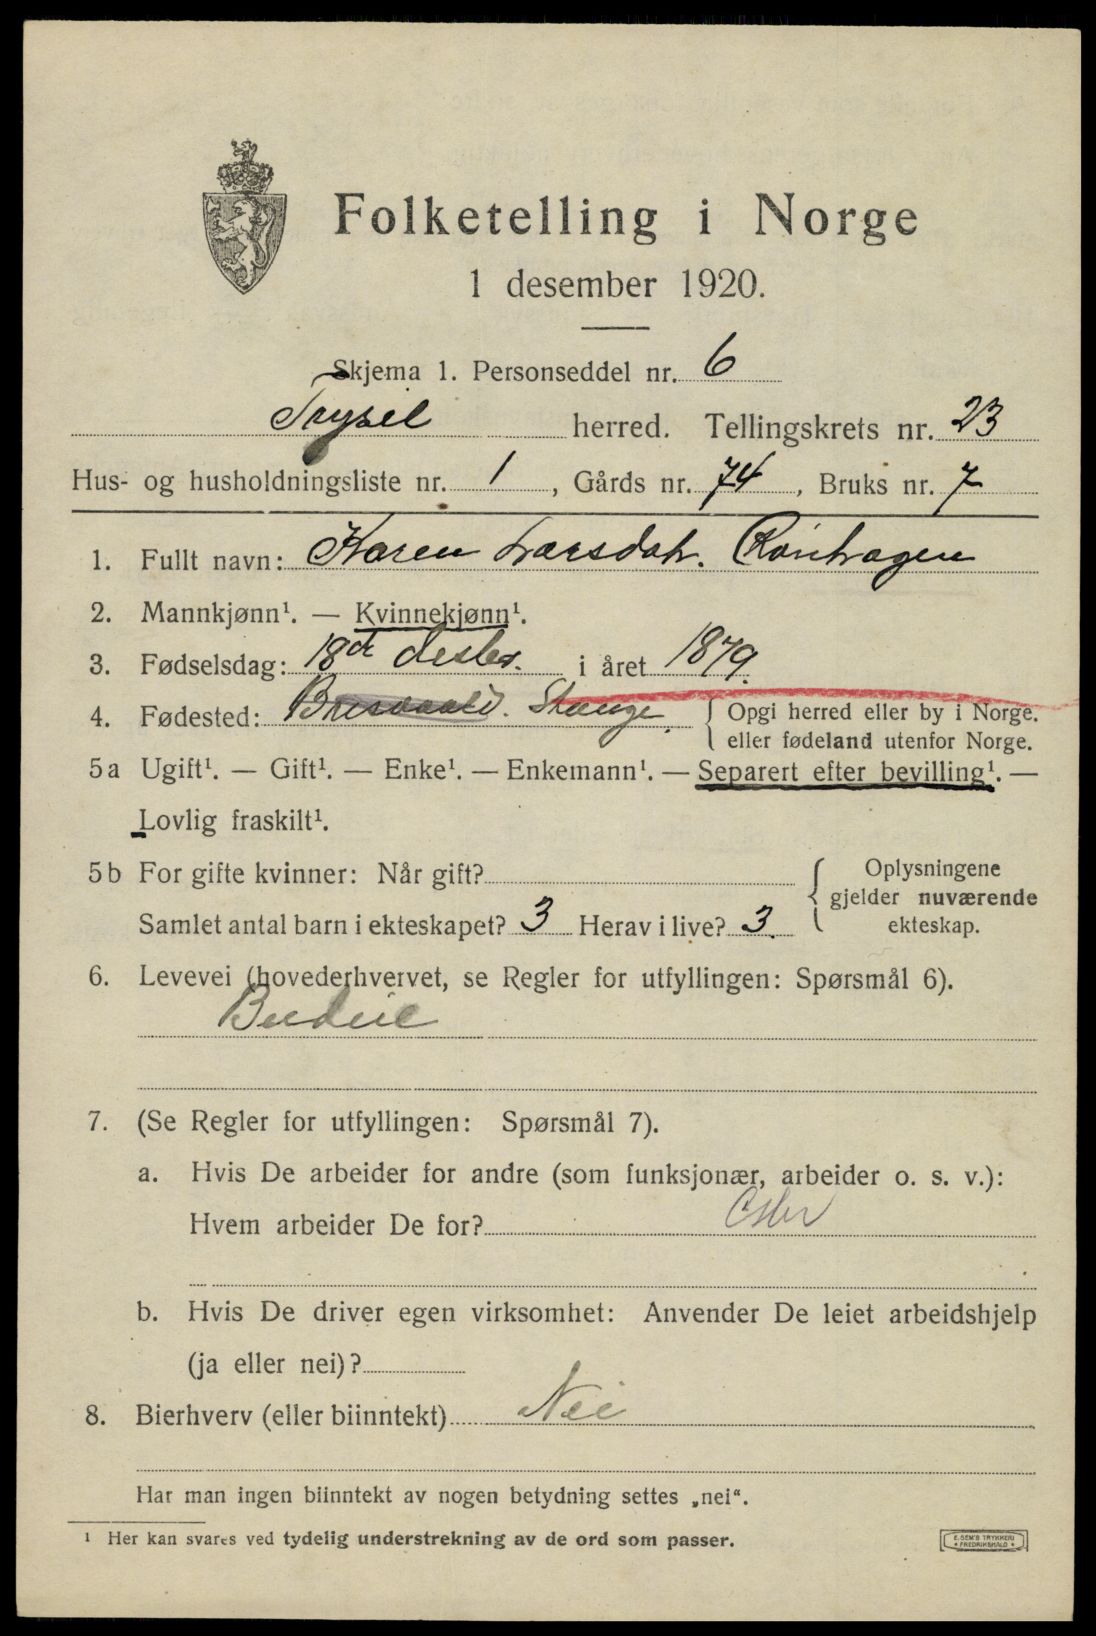 Folketelling i Norge
1 desember 1920.
Skjema 1. Personseddel nr. 6
Trysil herred. Tellingskrets nr. 23
Hus- og husholdningsliste nr. 1, Gårds nr. 74, Bruks nr. 7
1. Fullt navn: Karen Larsdatr.
2. Mannkjønn¹. — Kvinnekjønn¹.
3. Fødselsdag: 18de desbr. i året 1879.
4. Fødested: Stange. { Opgi herred eller by i Norge.
eller fødeland utenfor Norge.
5a Ugift¹. — Gift¹. — Enke¹. — Enkemann¹. — Separert efter bevilling¹. —
Lovlig fraskilt¹.
5b For gifte kvinner: Når gift? { Oplysningene
gjelder nuværende
ekteskap.
Samlet antal barn i ekteskapet? 3 Herav i live? 3.
6. Levevei (hovederhvervet, se Regler for utfyllingen: Spørsmål 6).
Budeie
7. (Se Regler for utfyllingen: Spørsmål 7).
a. Hvis De arbeider for andre (som funksjonær, arbeider o. s. v.):
Hvem arbeider De for?
b. Hvis De driver egen virksomhet: Anvender De leiet arbeidshjelp
(ja eller nei)?
8. Bierhverv (eller biinntekt) Nei
Har man ingen biinntekt av nogen betydning settes „nei“.
¹ Her kan svares ved tydelig understrekning av de ord som passer.
E. SEM'S TRYKKERI
FREDRIKSHALD